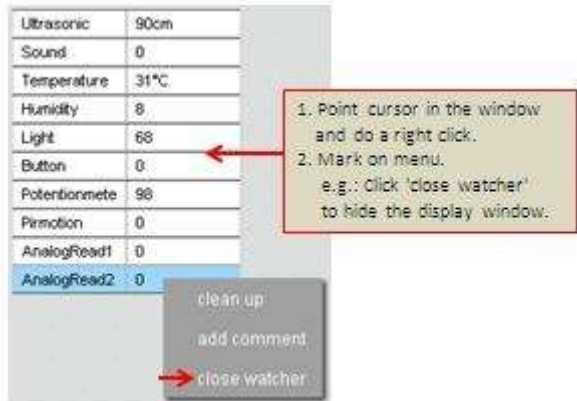 Ultrasonic 90cm
Sound 0
Temperature 31°C
Humidity 8
Light 68
Button 0
Potentionmete 98
Pirmotion 0
AnalogRead1 0
AnalogRead2 0
1. Point cursor in the window
and do a right click.
2. Mark on menu.
e.g.: Click 'close watcher'
to hide the display window.
clean up
add comment
close watcher